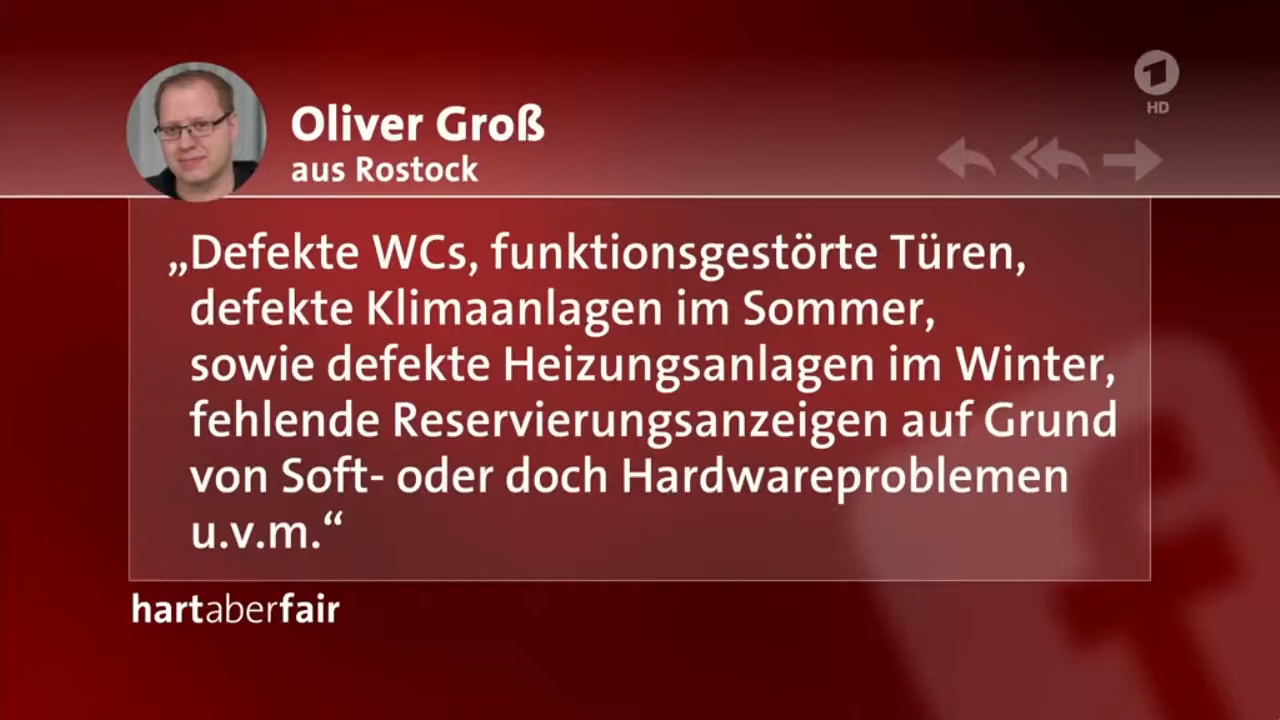 1
HD
Oliver Groß
aus Rostock
„Defekte WCs, funktionsgestörte Türen,
defekte Klimaanlagen im Sommer,
sowie defekte Heizungsanlagen im Winter,
fehlende Reservierungsanzeigen auf Grund
von Soft- oder doch Hardwareproblemen
u.v.m.“
hartaberfair